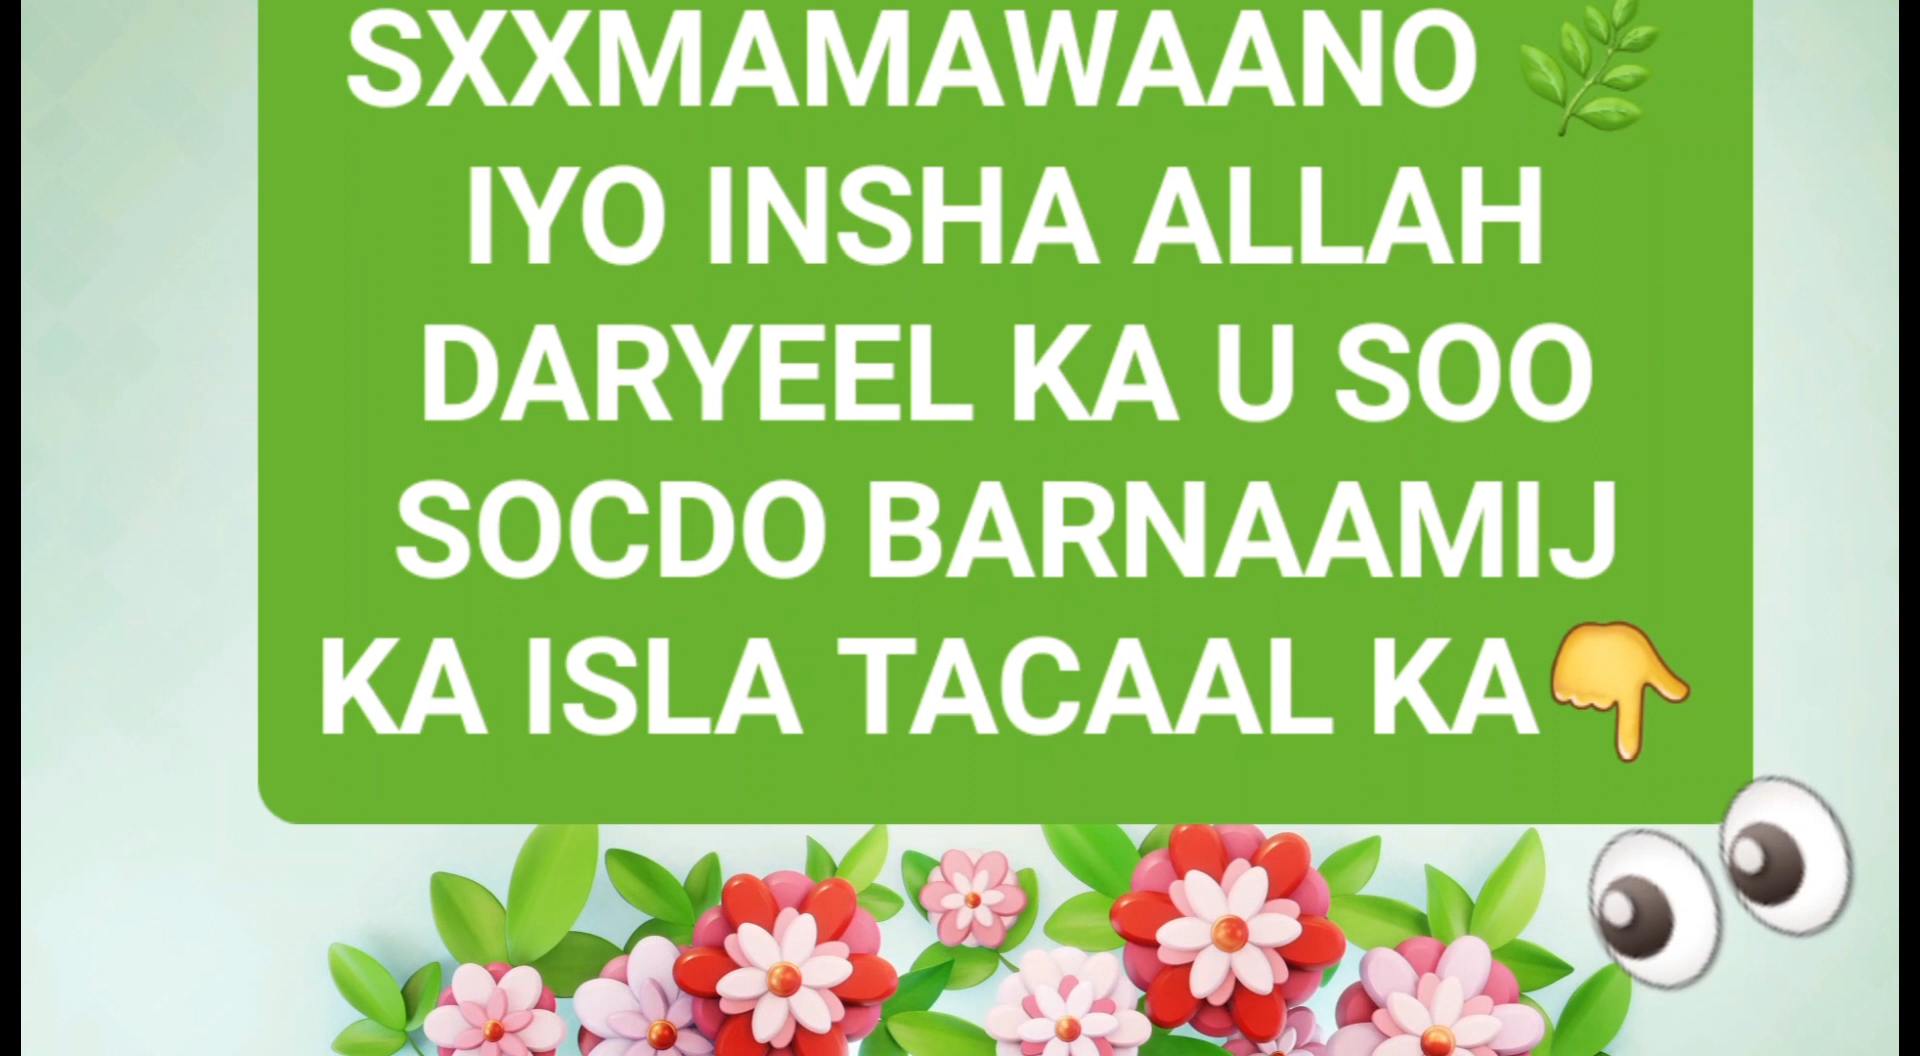 SXXMAMAWAANO 🌿
IYO INSHA ALLAH
DARYEEL KA U SOO
SOCDO BARNAAMIJ
KA ISLA TACAAL KA👇